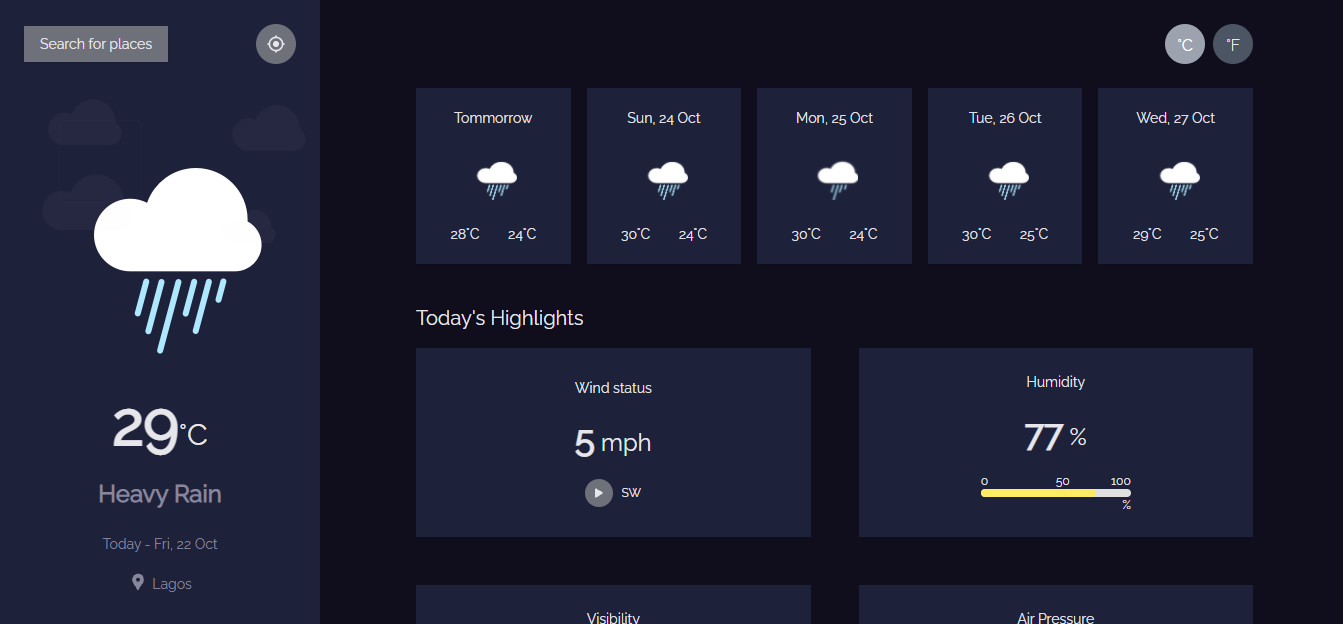 Search for places
29°C
Heavy Rain
Today - Fri, 22 Oct
Lagos
°C °F
Tommorrow
28°C 24°C
Sun, 24 Oct
30°C 24°C
Mon, 25 Oct
30°C 24°C
Tue, 26 Oct
30°C 25°C
Wed, 27 Oct
29°C 25°C
Today's Highlights
Wind status
5 mph
SW
Humidity
77 %
0 50 100
%
Visibility
Air Pressure